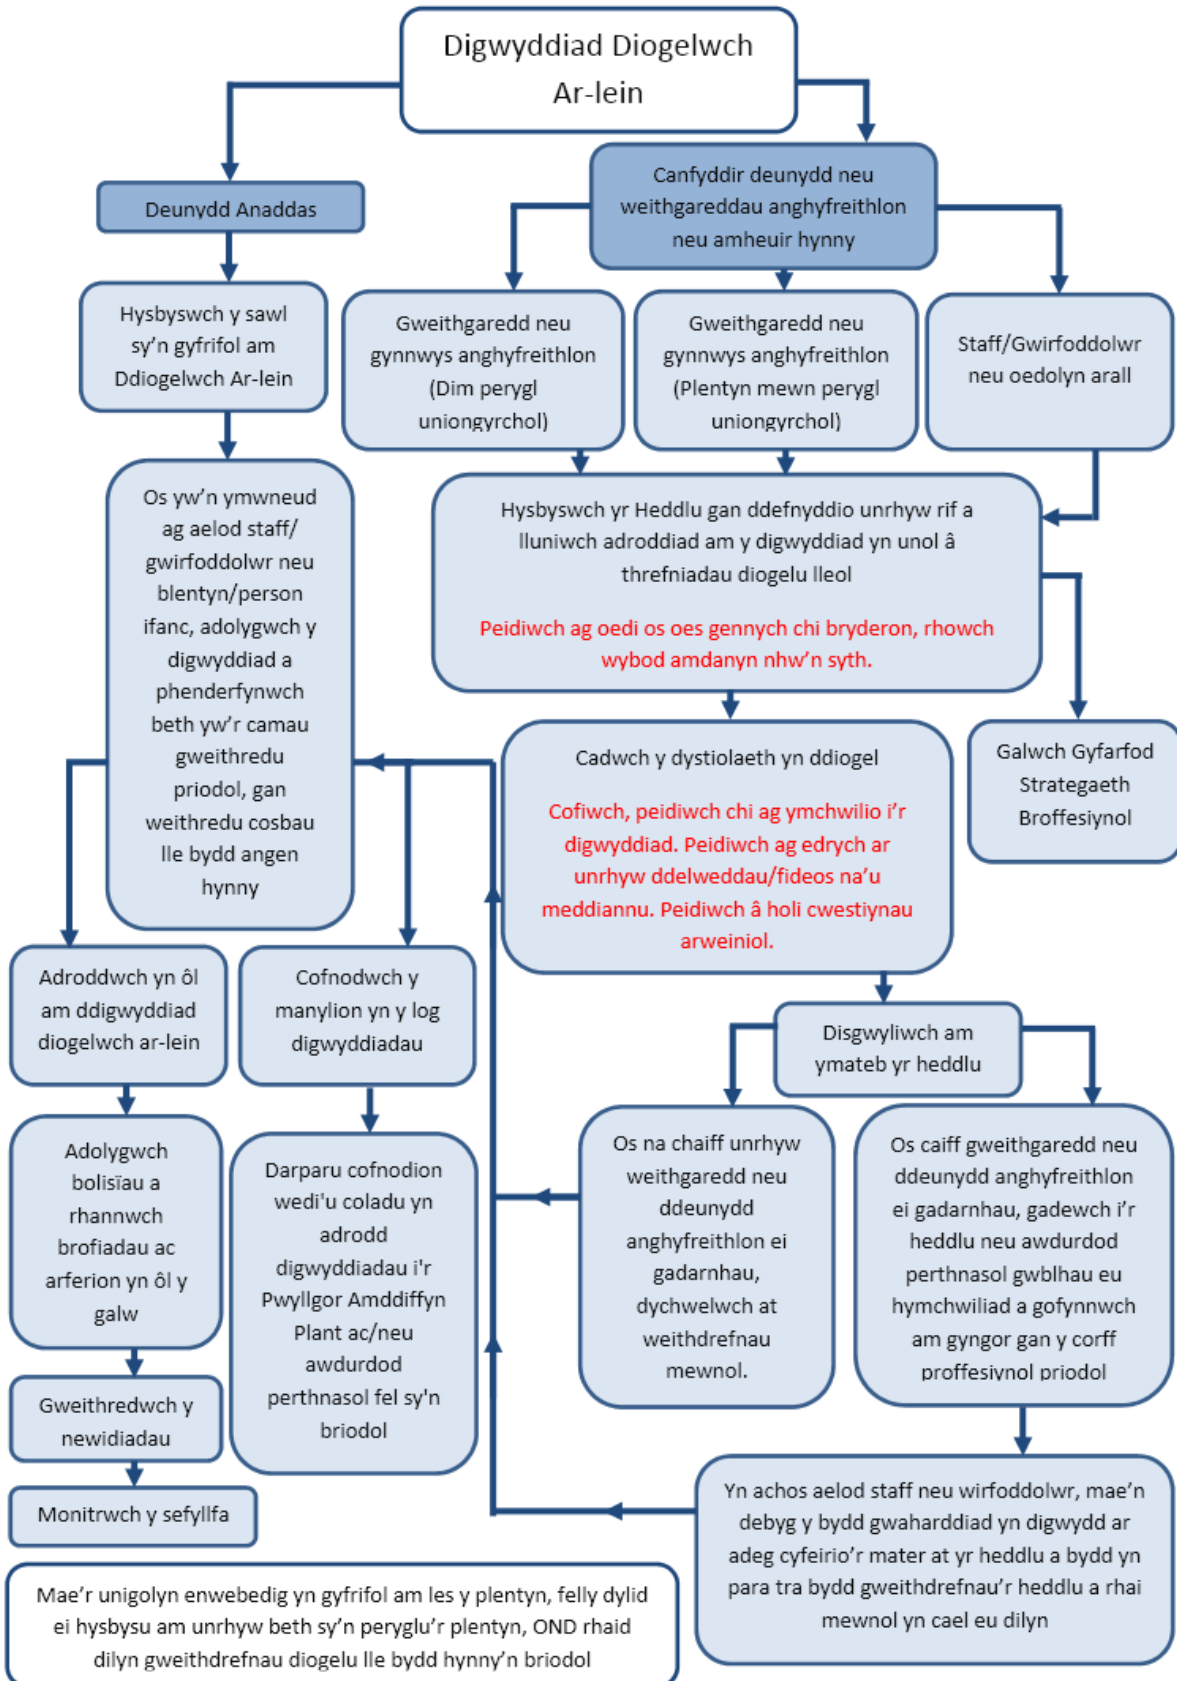 Digwyddiad Diogelwch
Ar-lein
Deunydd Anaddas
Canfyddir deunydd neu
weithgareddau anghyfreithlon
neu amheuir hynny
Hysbyswch y sawl
sy’n gyfrifol am
Ddiogelwch Ar-lein
Gweithgaredd neu
gynnwys anghyfreithlon
(Dim perygl
uniongyrchol)
Gweithgaredd neu
gynnwys anghyfreithlon
(Plentyn mewn perygl
uniongyrchol)
Staff/Gwirfoddolwr
neu oedolyn arall
Os yw’n ymwneud
ag aelod staff/
gwirfoddolwr neu
blentyn/person
ifanc, adolygwch y
digwyddiad a
phenderfynwch
beth yw’r camau
gweithredu
priodol, gan
weithredu cosbau
lle bydd angen
hynny
Hysbyswch yr Heddlu gan ddefnyddio unrhyw rif a
lluniwch adroddiad am y digwyddiad yn unol â
threfniadau diogelu lleol
Peidiwch ag oedi os oes gennych chi bryderon, rhowch
wybod amdanyn nhw’n syth.
Cadwch y dystiolaeth yn ddiogel
Cofiwch, peidiwch chi ag ymchwilio i’r
digwyddiad. Peidiwch ag edrych ar
unrhyw ddelweddau/fideos na’u
meddiannu. Peidiwch â holi cwestiynau
arweiniol.
Galwch Gyfarfod
Strategaeth
Broffesiynol
Adroddwch yn ôl
am ddigwyddiad
diogelwch ar-lein
Cofnodwch y
manylion yn y log
digwyddiadau
Disgwyliwch am
ymateb yr heddlu
Adolygwch
bolisïau a
rhannwch
brofiadau ac
arferion yn ôl y
galw
Darparu cofnodion
wedi'u coladu yn
adrodd
digwyddiadau i'r
Pwyllgor Amddiffyn
Plant ac/neu
awdurdod
perthnasol fel sy'n
briodol
Os na chaiff unrhyw
weithgaredd neu
ddeunydd
anghyfreithlon ei
gadarnhau,
dychwelwch at
weithdrefnau
mewnol.
Os caiff gweithgaredd neu
ddeunydd anghyfreithlon
ei gadarnhau, gadewch i’r
heddlu neu awdurdod
perthnasol gwblhau eu
hymchwiliad a gofynnwch
am gyngor gan y corff
proffesiynol priodol
Gweithredwch y
newidiadau
Monitrwch y sefyllfa
Yn achos aelod staff neu wirfoddolwr, mae’n
debyg y bydd gwaharddiad yn digwydd ar
adeg cyfeirio’r mater at yr heddlu a bydd yn
para tra bydd gweithdrefnau’r heddlu a rhai
mewnol yn cael eu dilyn
Mae’r unigolyn enwebedig yn gyfrifol am les y plentyn, felly dylid
ei hysbysu am unrhyw beth sy’n peryglu’r plentyn, OND rhaid
dilyn gweithdrefnau diogelu lle bydd hynny’n briodol